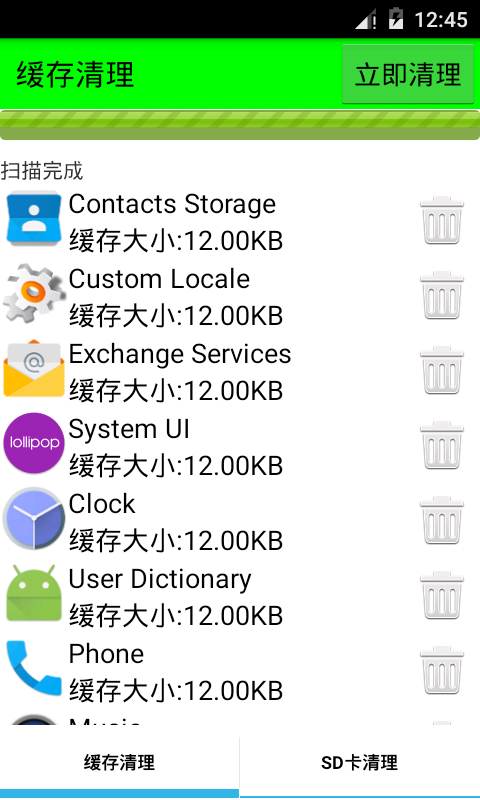 12:45
缓存清理
立即清理
扫描完成
Contacts Storage
缓存大小:12.00KB
Custom Locale
缓存大小:12.00KB
Exchange Services
缓存大小:12.00KB
lollipop
System UI
缓存大小:12.00KB
Clock
缓存大小:12.00KB
User Dictionary
缓存大小:12.00KB
Phone
缓存大小:12.00KB
Music
缓存清理
SD卡清理